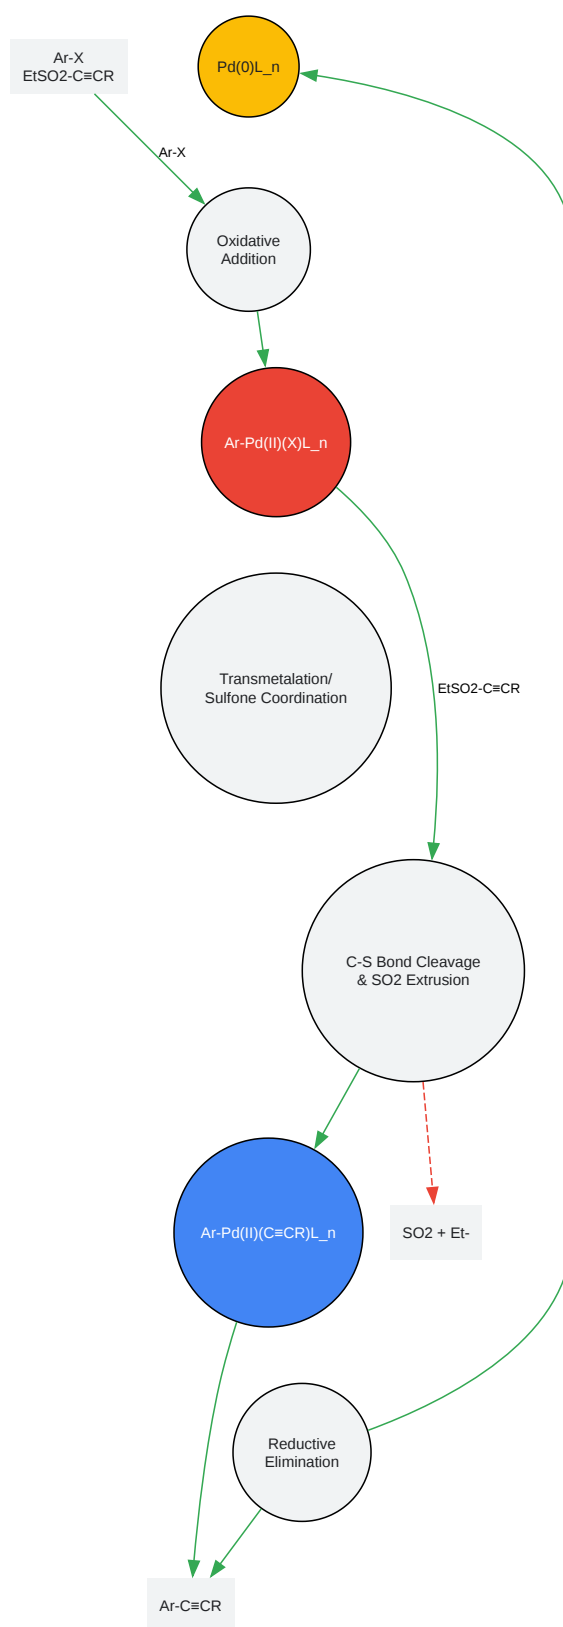 Ar-X
EtSO2-C≡CR
Pd(0)L_n
Ar-X
Oxidative
Addition
Ar-Pd(II)(X)L_n
Transmetalation/
Sulfone Coordination
EtSO2-C≡CR
C-S Bond Cleavage
& SO2 Extrusion
Ar-Pd(II)(C≡CR)L_n
SO2 + Et-
Reductive
Elimination
Ar-C≡CR